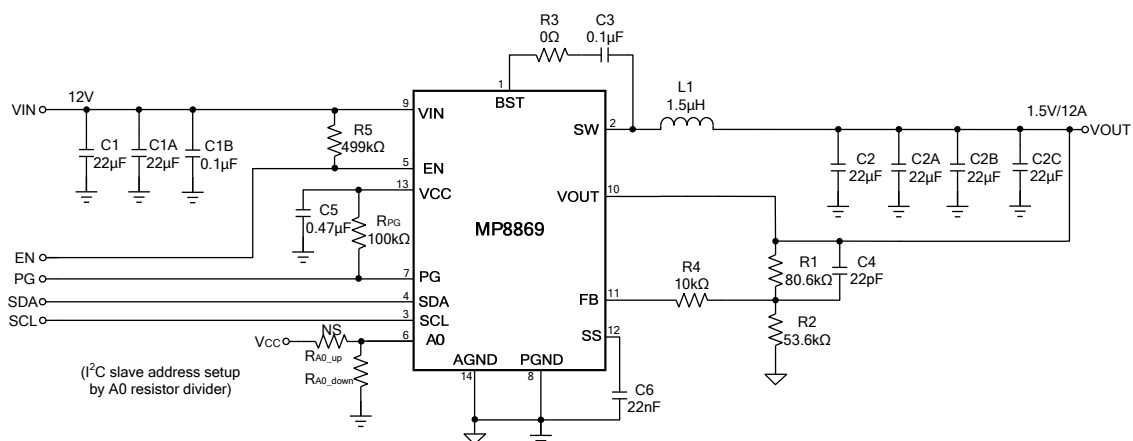 R3
0Ω
C3
0.1µF
1
BST
VIN
12V
9
VIN
L1
1.5µH
1.5V/12A
VOUT
SW
2
C1
22µF
C1A
22µF
C1B
0.1µF
R5
499kΩ
5
EN
C2
22µF
C2A
22µF
C2B
22µF
C2C
22µF
13
VCC
VOUT
10
C5
0.47µF
RPG
100kΩ
MP8869
EN
PG
7
PG
R1
80.6kΩ
C4
22pF
R4
10kΩ
FB
11
SDA
4
SDA
SCL
3
SCL
SS
12
R2
53.6kΩ
VCC
NS
6
A0
RA0_up
RA0_down
AGND
14
PGND
8
(I²C slave address setup
by A0 resistor divider)
C6
22nF